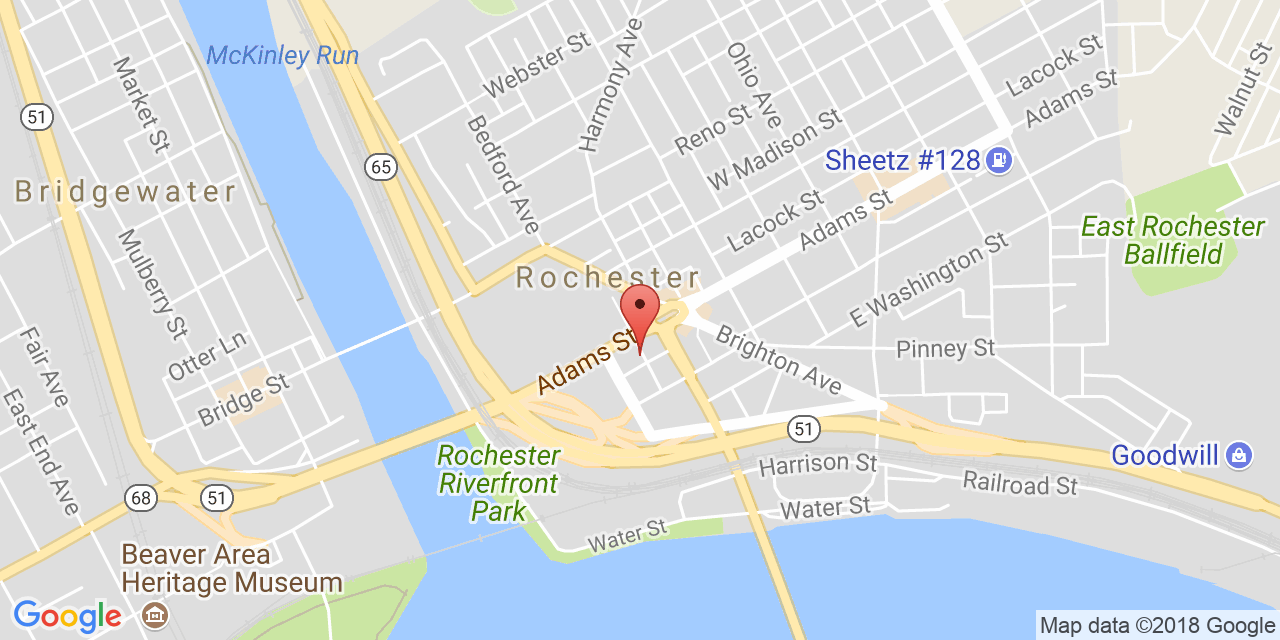 McKinley Run
Webster St
Harmony Ave
Ohio Ave
Lacock St
Adams St
Walnut St
Market St
51
Bedford Ave
Reno St
W Madison St
65
Sheetz #128
Bridgewater
Lacock St
Adams St
East Rochester
Ballfield
Mulberry St
Rochester
E Washington St
Fair Ave
Otter Ln
Adams St
Brighton Ave
Pinney St
East End Ave
Bridge St
51
Rochester
Riverfront
Park
Harrison St
Goodwill
68
51
Railroad St
Water St
Water St
Beaver Area
Heritage Museum
Google
Map data ©2018 Google